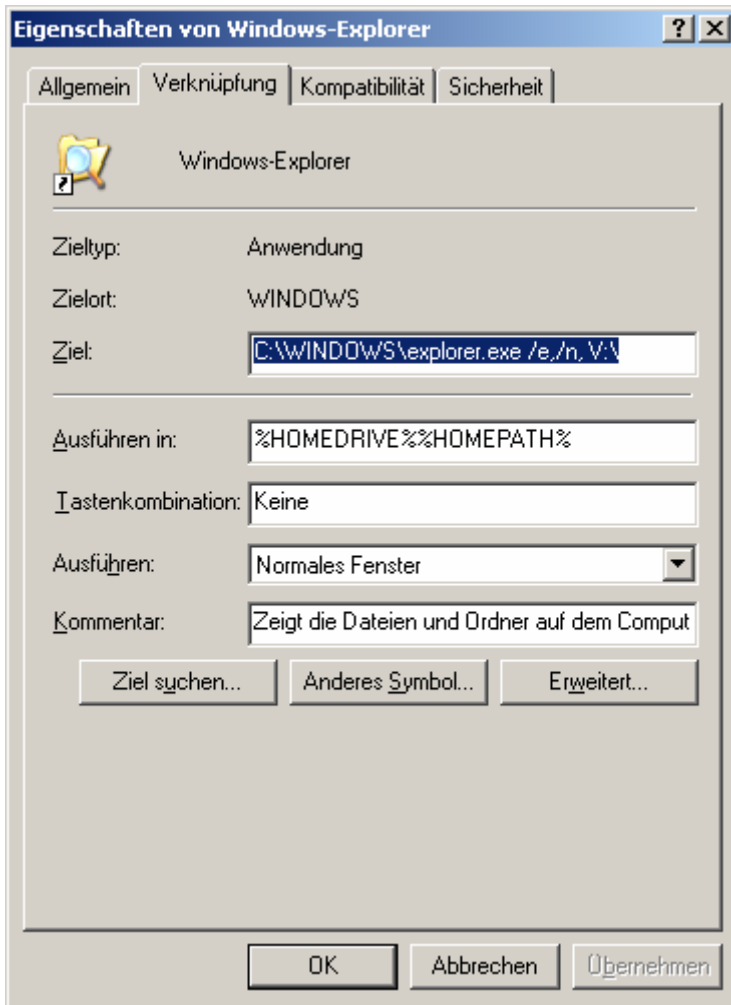 Eigenschaften von Windows-Explorer
Allgemein Verknüpfung Kompatibilität Sicherheit
Windows-Explorer
Zieltyp: Anwendung
Zielort: WINDOWS
Ziel: C:\WINDOWS\explorer.exe /e,/n, V:\
Ausführen in: %HOMEDRIVE%%HOMEPATH%
Tastenkombination: Keine
Ausführen: Normales Fenster
Kommentar: Zeigt die Dateien und Ordner auf dem Comput
Ziel suchen... Anderes Symbol... Erweitert...
OK Abbrechen Übernehmen